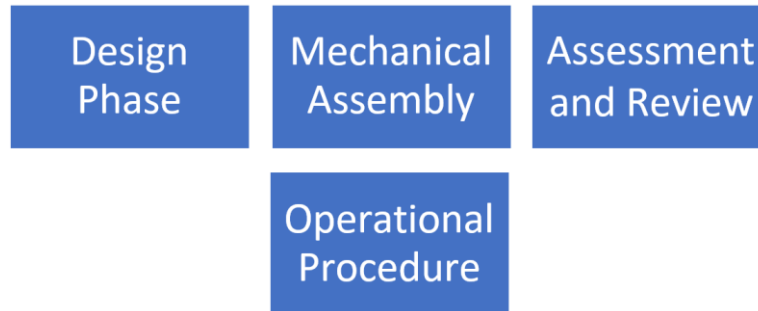 Design
Phase
Mechanical
Assembly
Assessment
and Review
Operational
Procedure